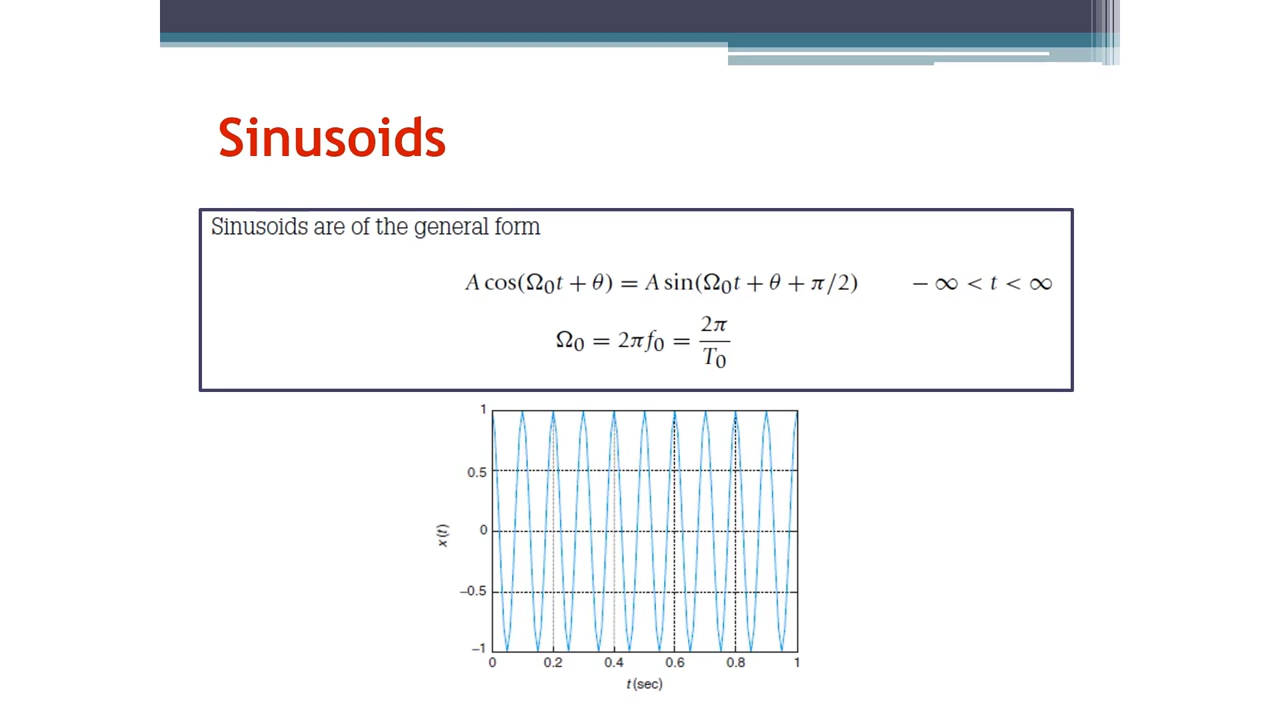 Sinusoids
Sinusoids are of the general form
A cos(Ω₀t + θ) = A sin(Ω₀t + θ + π/2) − ∞ < t < ∞
Ω₀ = 2πf₀ = 2π/T₀
1
0.5
0
−0.5
−1
x(t)
0 0.2 0.4 0.6 0.8 1
t(sec)